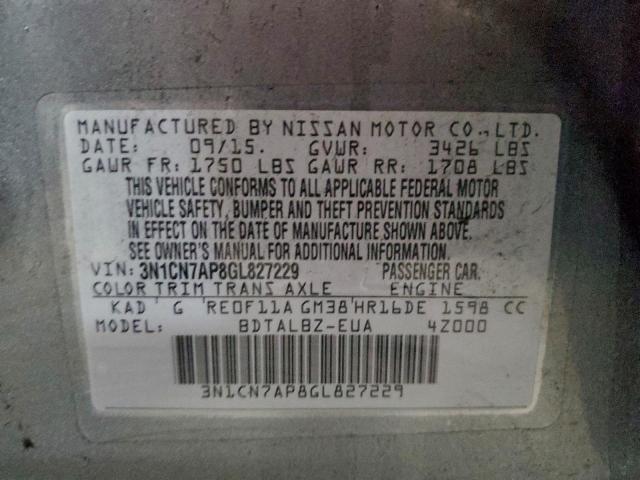 MANUFACTURED BY NISSAN MOTOR CO., LTD.
DATE: 09/15. GVWR: 3426 LBS
GAWR FR: 1750 LBS GAWR RR: 1708 LBS
THIS VEHICLE CONFORMS TO ALL APPLICABLE FEDERAL MOTOR
VEHICLE SAFETY, BUMPER AND THEFT PREVENTION STANDARDS
IN EFFECT ON THE DATE OF MANUFACTURE SHOWN ABOVE.
SEE OWNER'S MANUAL FOR ADDITIONAL INFORMATION.
VIN: 3N1CN7AP8GL827229 PASSENGER CAR.
COLOR TRIM TRANS AXLE ENGINE
KAD ' G 'RE0F11A GM38'HR16DE 1598 CC
MODEL: BDTALBZ-EUA 4Z000
3N1CN7AP8GL827229